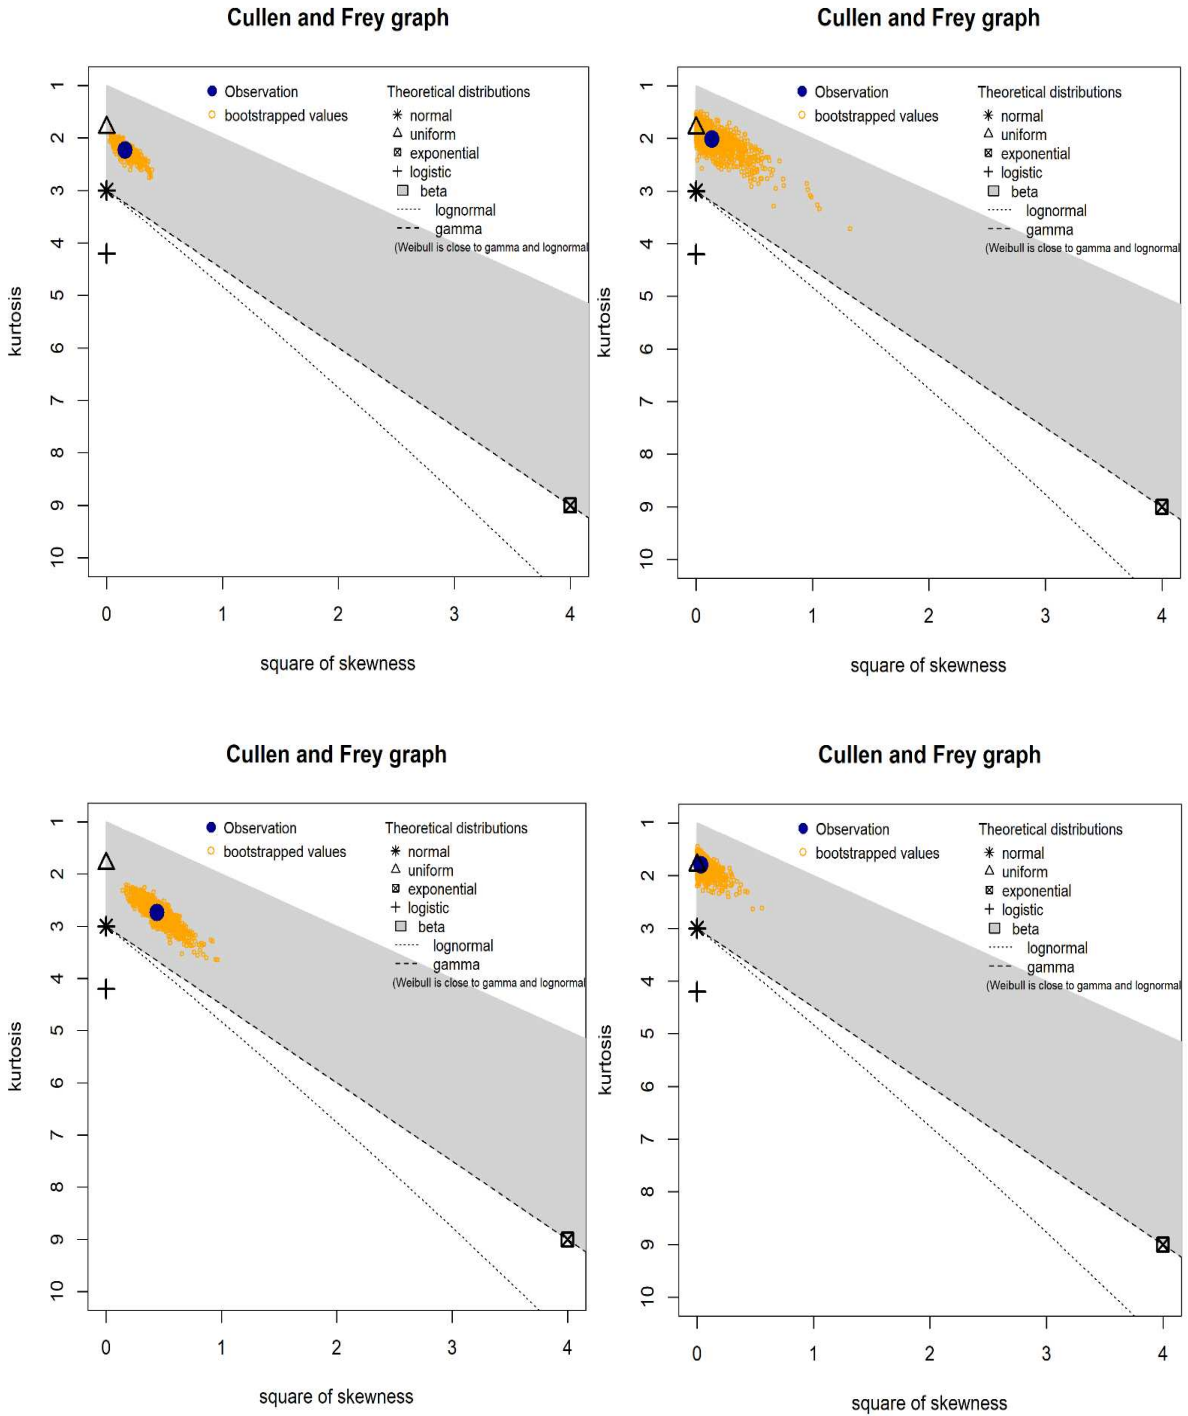 Cullen and Frey graph
kurtosis
1
2
3
4
5
6
7
8
9
10
Observation
bootstrapped values
Theoretical distributions
normal
uniform
exponential
logistic
beta
lognormal
gamma
(Weibull is close to gamma and lognormal
0 1 2 3 4
square of skewness
Cullen and Frey graph
kurtosis
1
2
3
4
5
6
7
8
9
10
Observation
bootstrapped values
Theoretical distributions
normal
uniform
exponential
logistic
beta
lognormal
gamma
(Weibull is close to gamma and lognormal
0 1 2 3 4
square of skewness
Cullen and Frey graph
kurtosis
1
2
3
4
5
6
7
8
9
10
Observation
bootstrapped values
Theoretical distributions
normal
uniform
exponential
logistic
beta
lognormal
gamma
(Weibull is close to gamma and lognormal
0 1 2 3 4
square of skewness
Cullen and Frey graph
kurtosis
1
2
3
4
5
6
7
8
9
10
Observation
bootstrapped values
Theoretical distributions
normal
uniform
exponential
logistic
beta
lognormal
gamma
(Weibull is close to gamma and lognormal
0 1 2 3 4
square of skewness